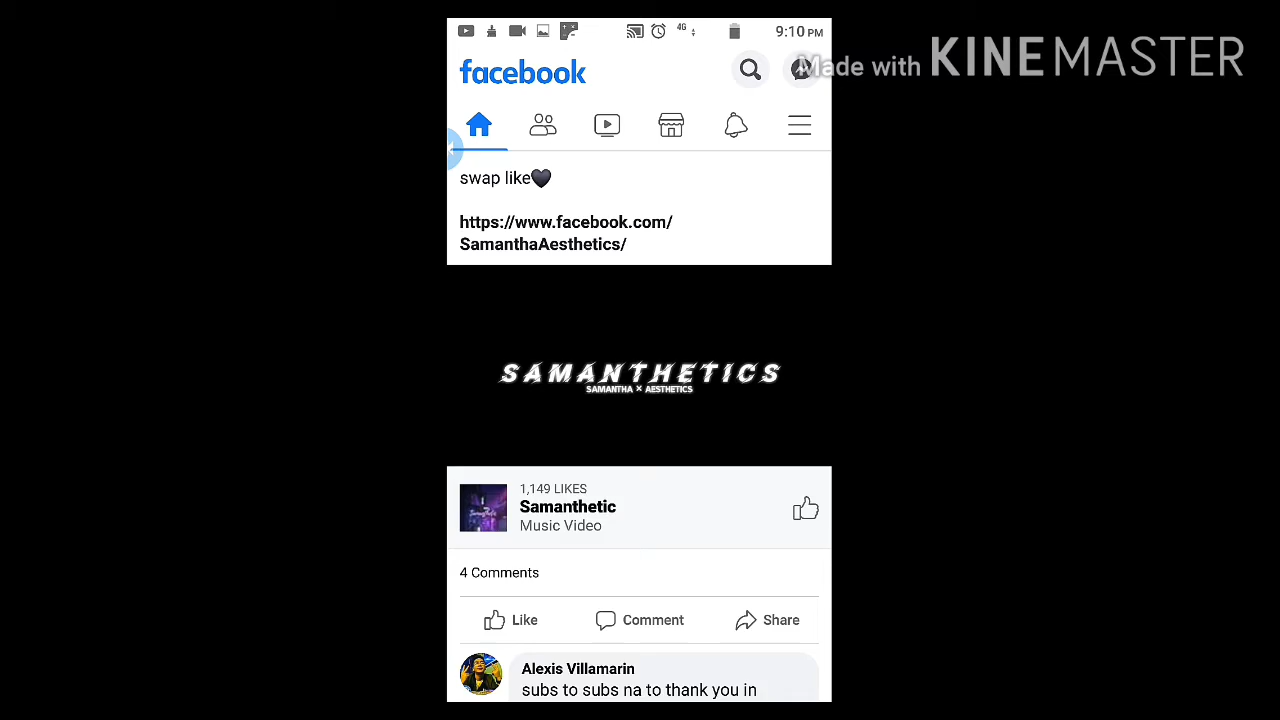 4G
9:10 PM
facebook
Made with KINEMASTER
swap like🖤
https://www.facebook.com/
SamanthaAesthetics/
SAMANTHETICS
SAMANTHA × AESTHETICS
1,149 LIKES
Samanthetic
Music Video
4 Comments
Like Comment Share
Alexis Villamarin
subs to subs na to thank you in